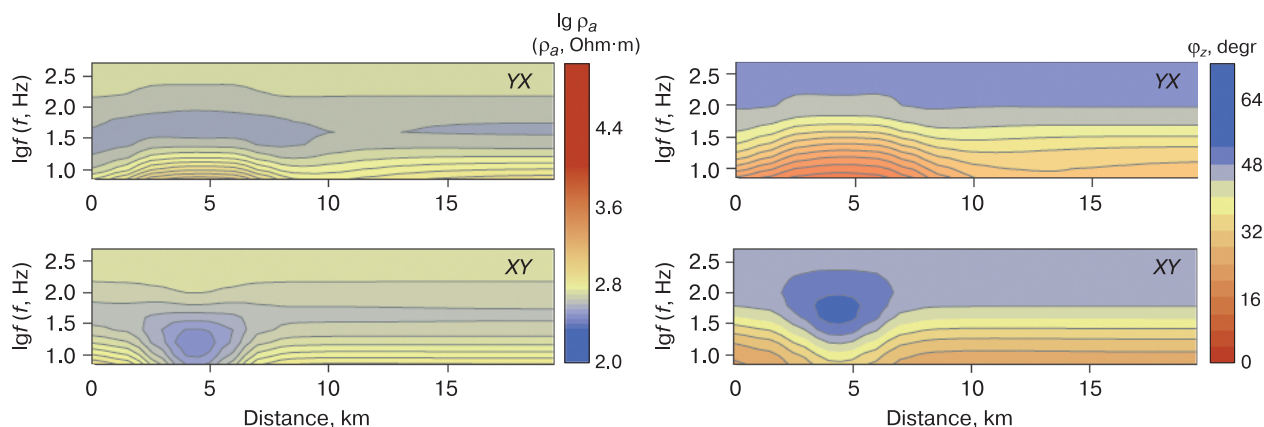 lg ρa
(ρa, Ohm·m)
4.4
3.6
2.8
2.0
lgf (f, Hz)
2.5
2.0
1.5
1.0
YX
0 5 10 15
lgf (f, Hz)
2.5
2.0
1.5
1.0
XY
0 5 10 15
Distance, km
φz, degr
64
48
32
16
0
lgf (f, Hz)
2.5
2.0
1.5
1.0
YX
0 5 10 15
lgf (f, Hz)
2.5
2.0
1.5
1.0
XY
0 5 10 15
Distance, km